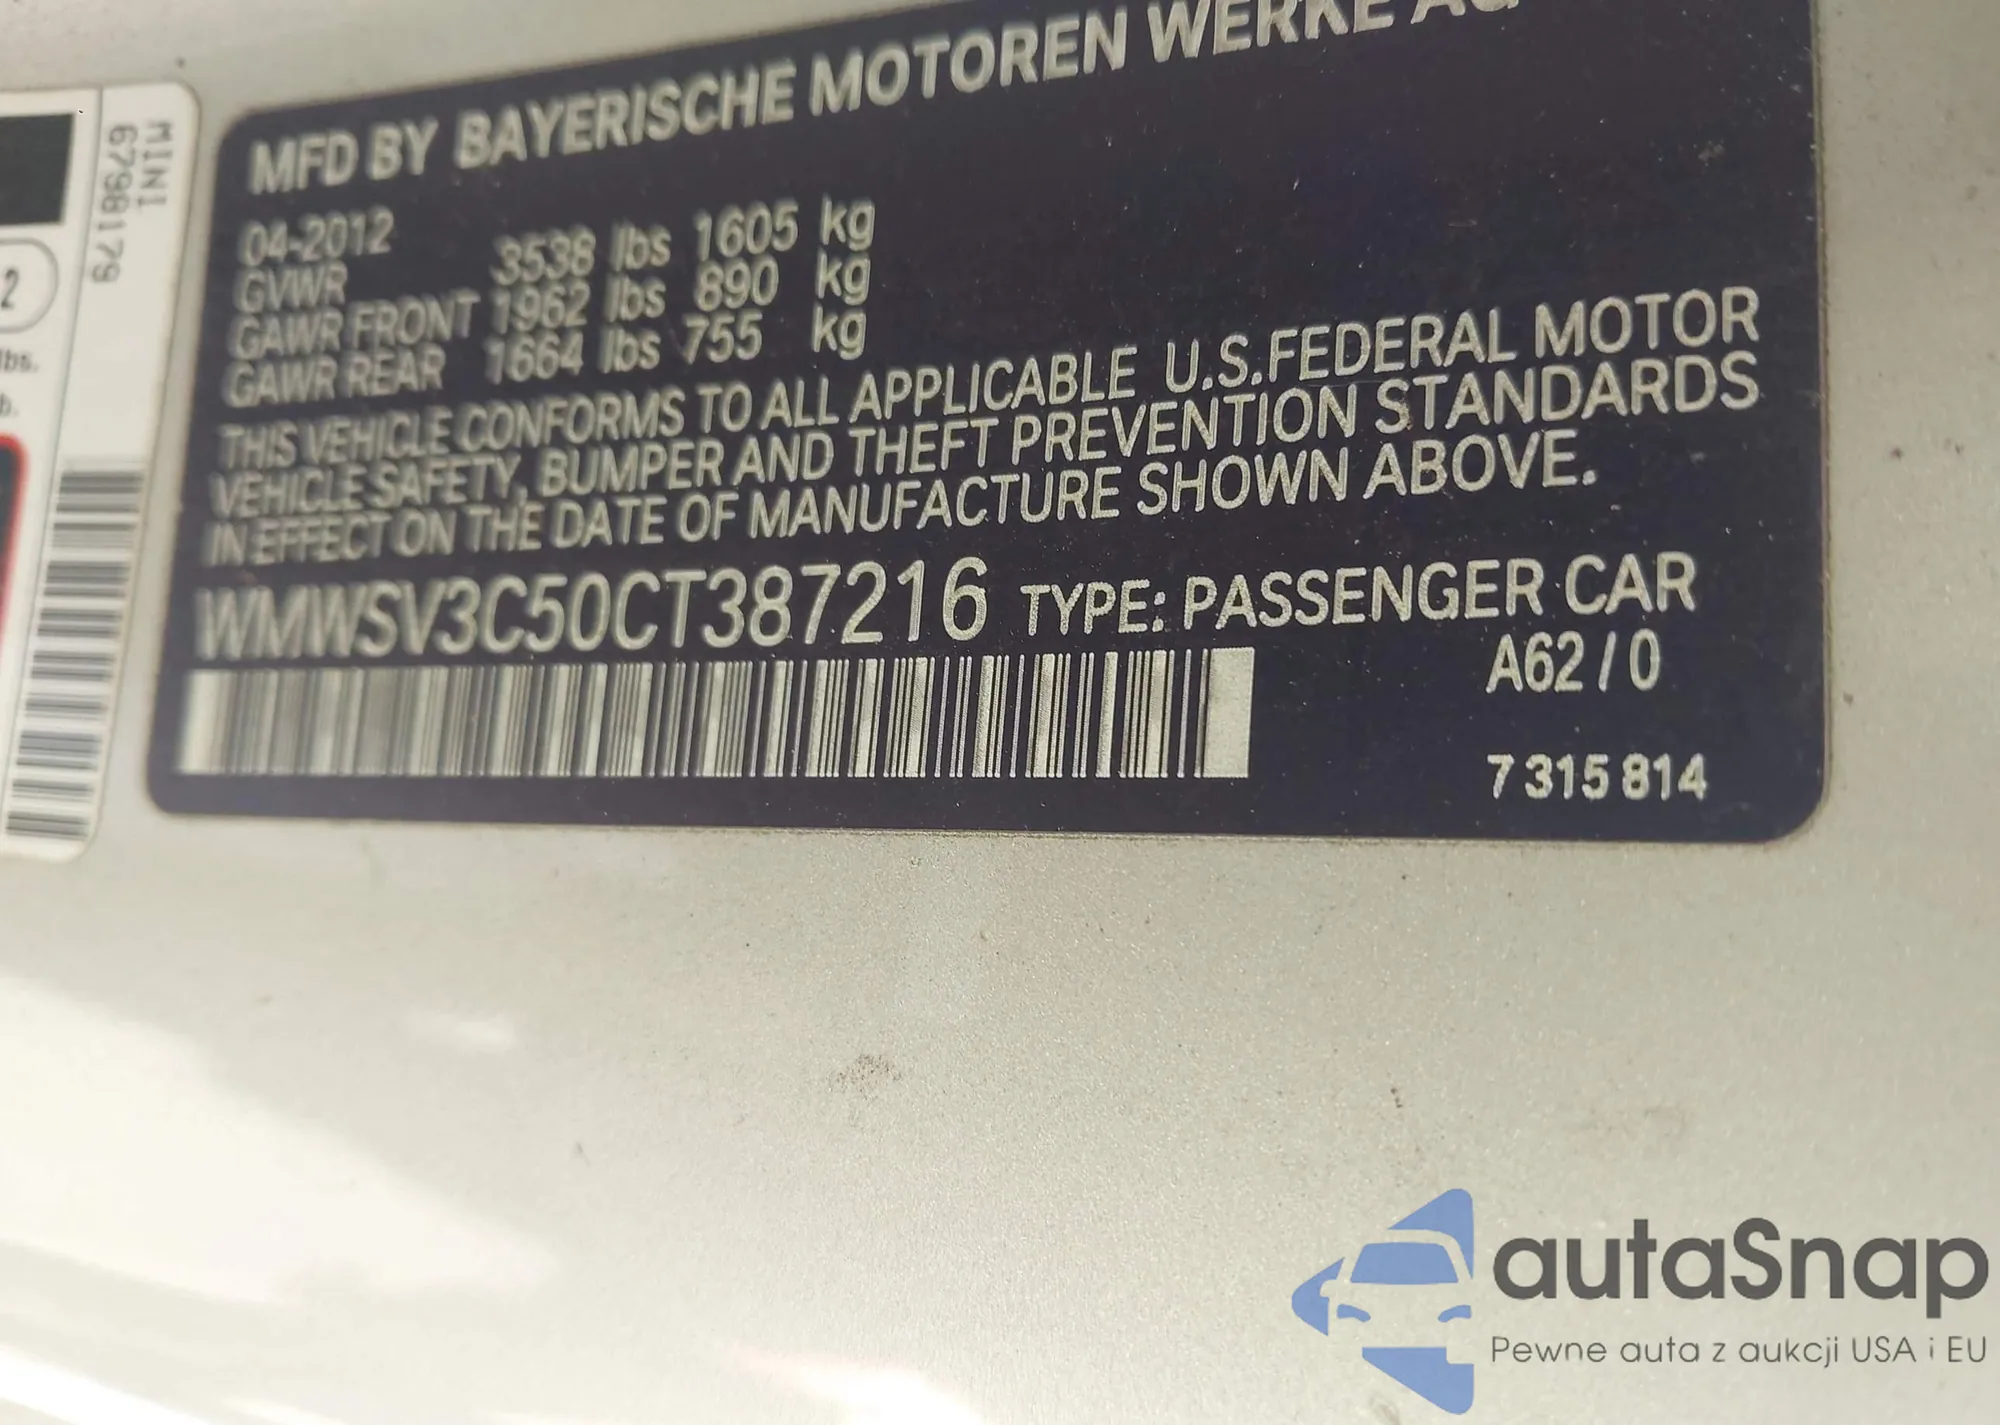 MFD BY BAYERISCHE MOTOREN WERKE AG
04-2012
GVWR 3538 lbs 1605 kg
GAWR FRONT 1962 lbs 890 kg
GAWR REAR 1664 lbs 755 kg
THIS VEHICLE CONFORMS TO ALL APPLICABLE U.S.FEDERAL MOTOR
VEHICLE SAFETY, BUMPER AND THEFT PREVENTION STANDARDS
IN EFFECT ON THE DATE OF MANUFACTURE SHOWN ABOVE.
WMWSV3C50CT387216 TYPE: PASSENGER CAR
A62/0
7 315 814
MINI
6798179
2
lbs.
b.
autaSnap
Pewne auta z aukcji USA i EU